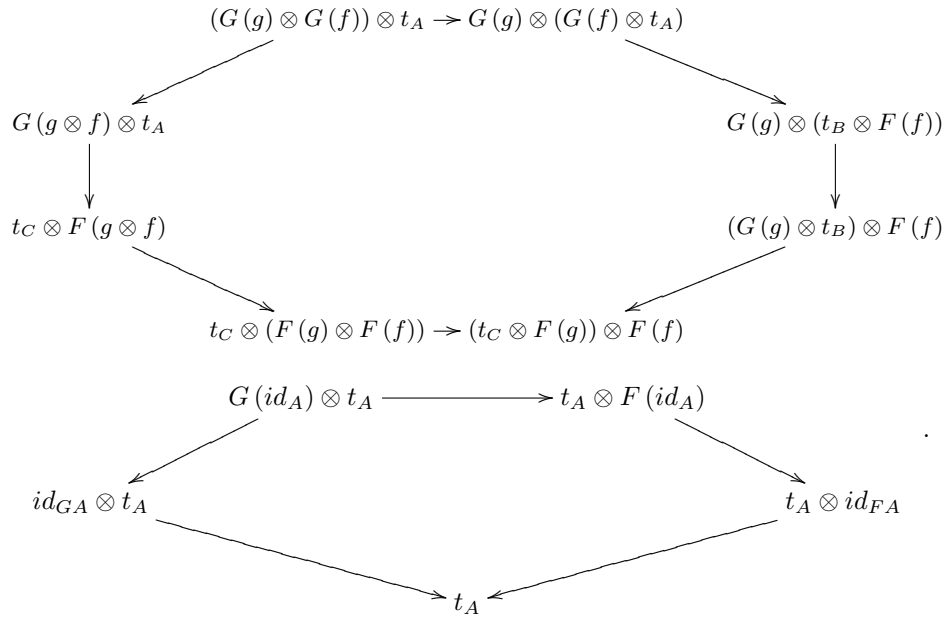 (G(g) ⊗ G(f)) ⊗ t_A → G(g) ⊗ (G(f) ⊗ t_A)
G(g ⊗ f) ⊗ t_A G(g) ⊗ (t_B ⊗ F(f))
t_C ⊗ F(g ⊗ f) (G(g) ⊗ t_B) ⊗ F(f)
t_C ⊗ (F(g) ⊗ F(f)) → (t_C ⊗ F(g)) ⊗ F(f)
G(id_A) ⊗ t_A → t_A ⊗ F(id_A)
.
id_{GA} ⊗ t_A t_A ⊗ id_{FA}
t_A